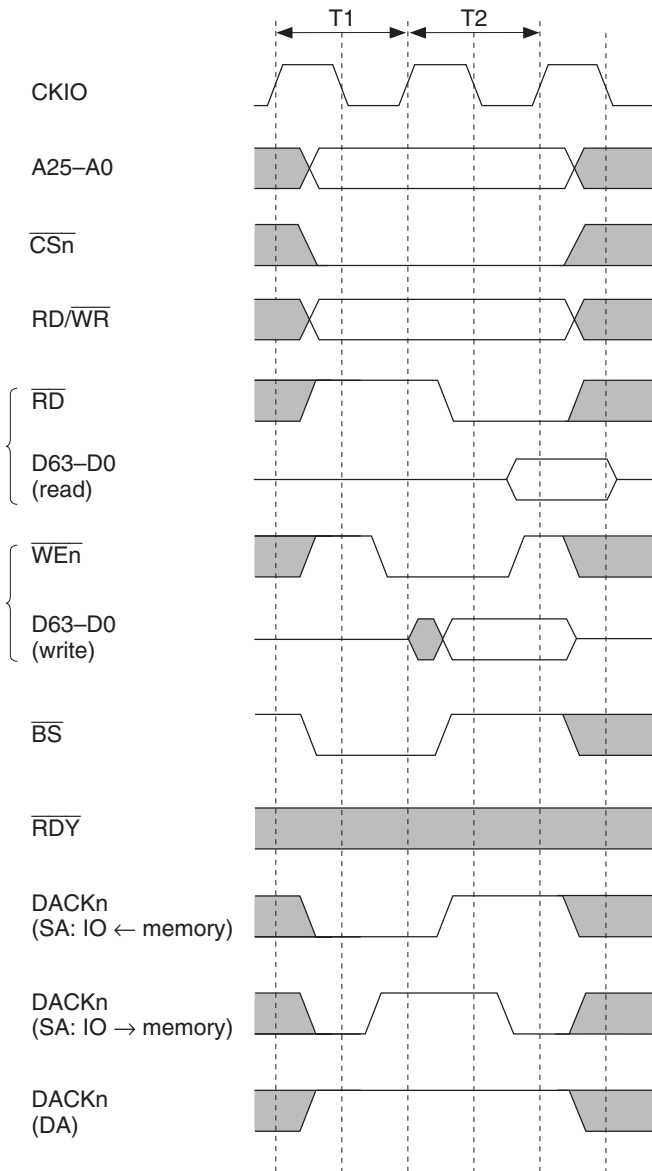 T1 T2
CKIO
A25–A0
CSn
RD/WR
RD
D63–D0
(read)
WEn
D63–D0
(write)
BS
RDY
DACKn
(SA: IO ← memory)
DACKn
(SA: IO → memory)
DACKn
(DA)